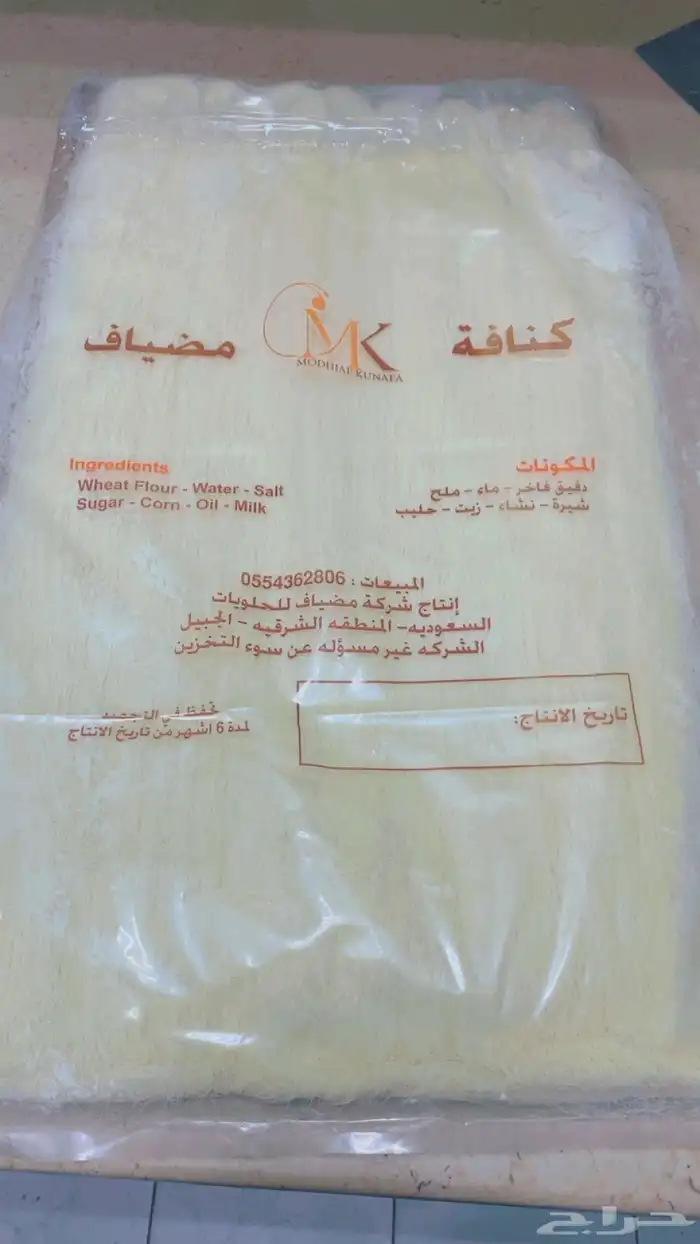 كنافة مضياف
MK
MODHIAF KUNAFA
المكونات
دقيق فاخر - ماء - ملح
شيرة - نشاء - زيت - حليب
Ingredients
Wheat Flour - Water - Salt
Sugar - Corn - Oil - Milk
المبيعات : 0554362806
إنتاج شركة مضياف للحلويات
السعوديه - المنطقه الشرقيه - الجبيل
الشركه غير مسؤله عن سوء التخزين
تاريخ الانتاج:
تحفظ في التجميد
لمدة 6 اشهر من تاريخ الانتاج
حراج